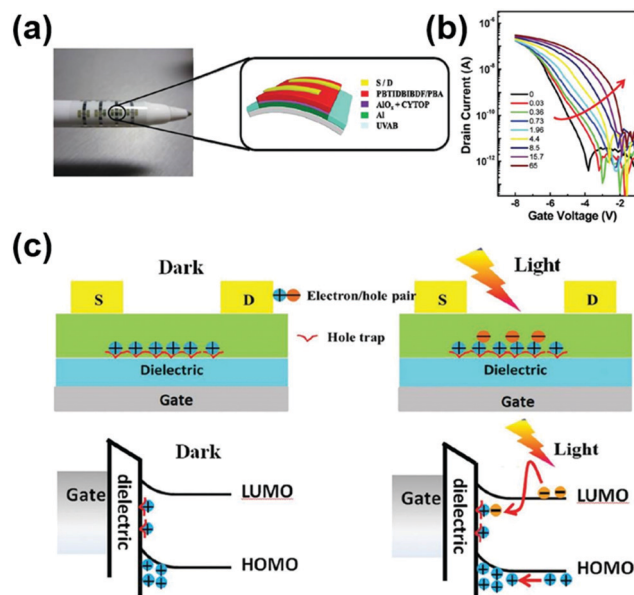 (a)
S / D
PBTIDBIBDF/PBA
AlOx + CYTOP
Al
UVAB
(b)
Drain Current (A)
10⁻⁶
10⁻⁸
10⁻¹⁰
10⁻¹²
0
0.03
0.36
0.73
1.96
4.4
8.5
15.7
65
-8 -6 -4 -2
Gate Voltage (V)
(c)
Dark
S
D
Electron/hole pair
Hole trap
Dielectric
Gate
Light
S
D
Dielectric
Gate
Dark
Gate
dielectric
LUMO
HOMO
Light
Gate
dielectric
LUMO
HOMO